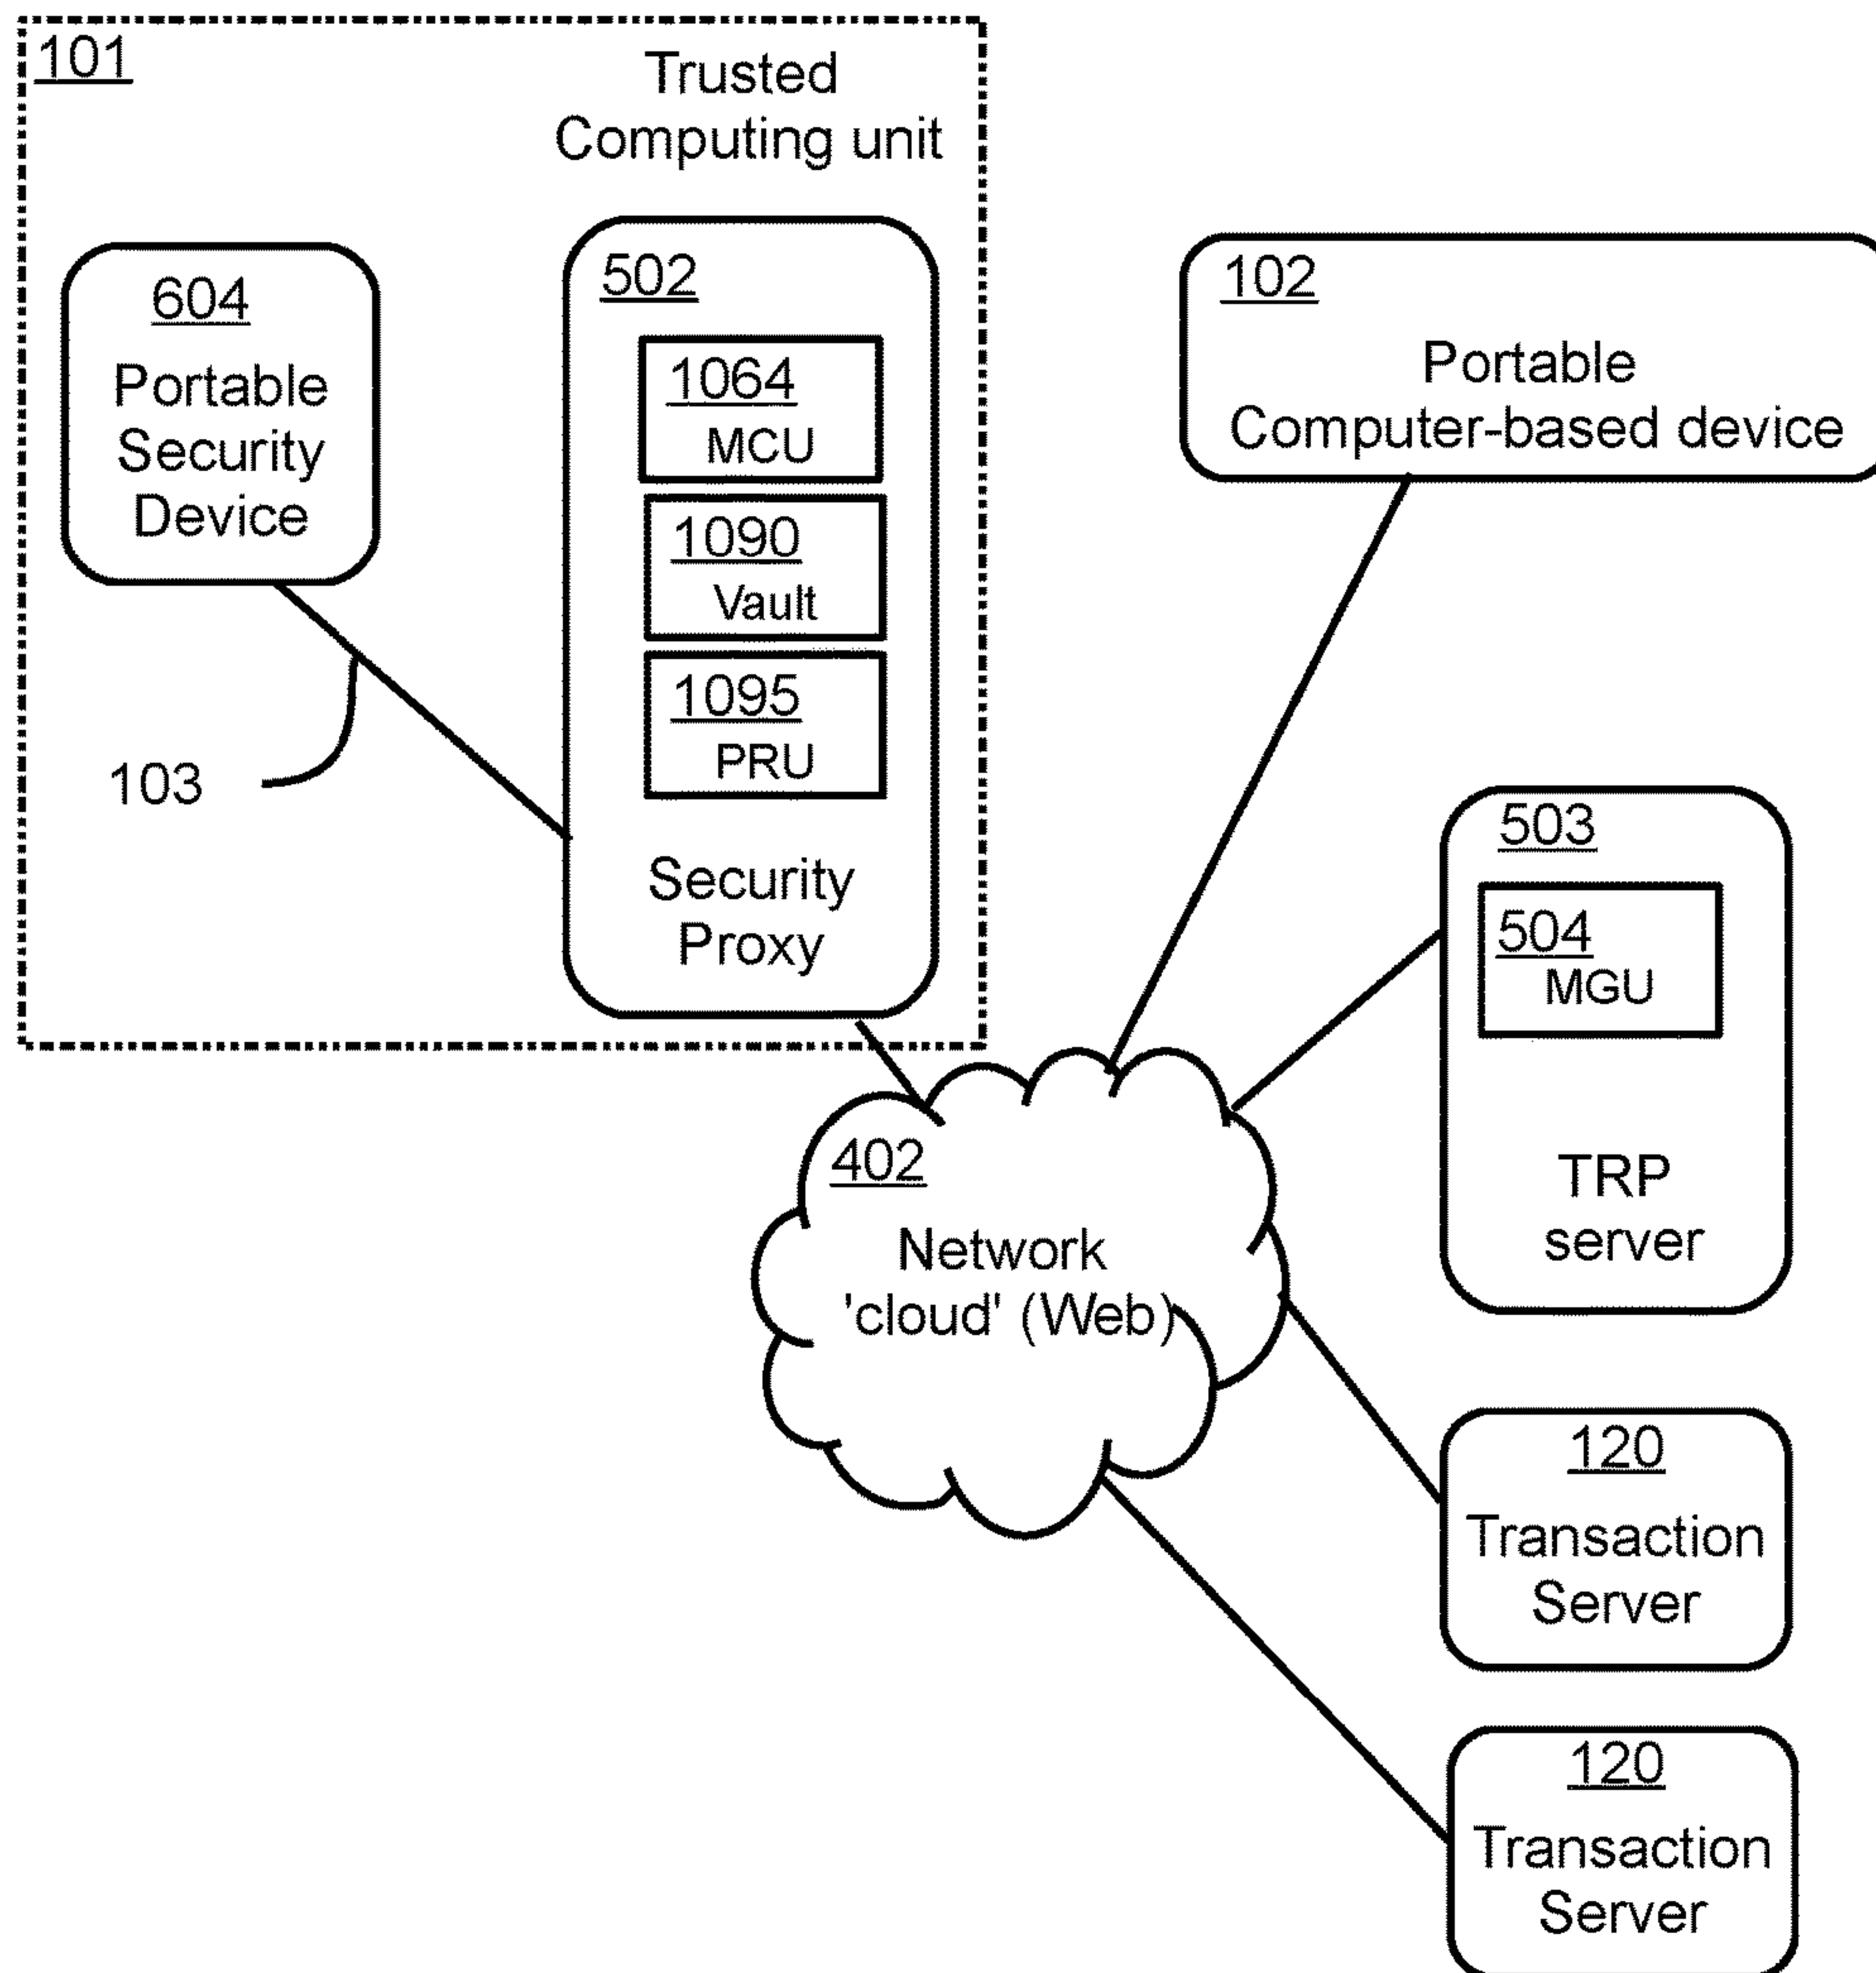 101
Trusted
Computing unit
604
Portable
Security
Device
103
502
1064
MCU
1090
Vault
1095
PRU
Security
Proxy
102
Portable
Computer-based device
503
504
MGU
TRP
server
402
Network
'cloud' (Web)
120
Transaction
Server
120
Transaction
Server